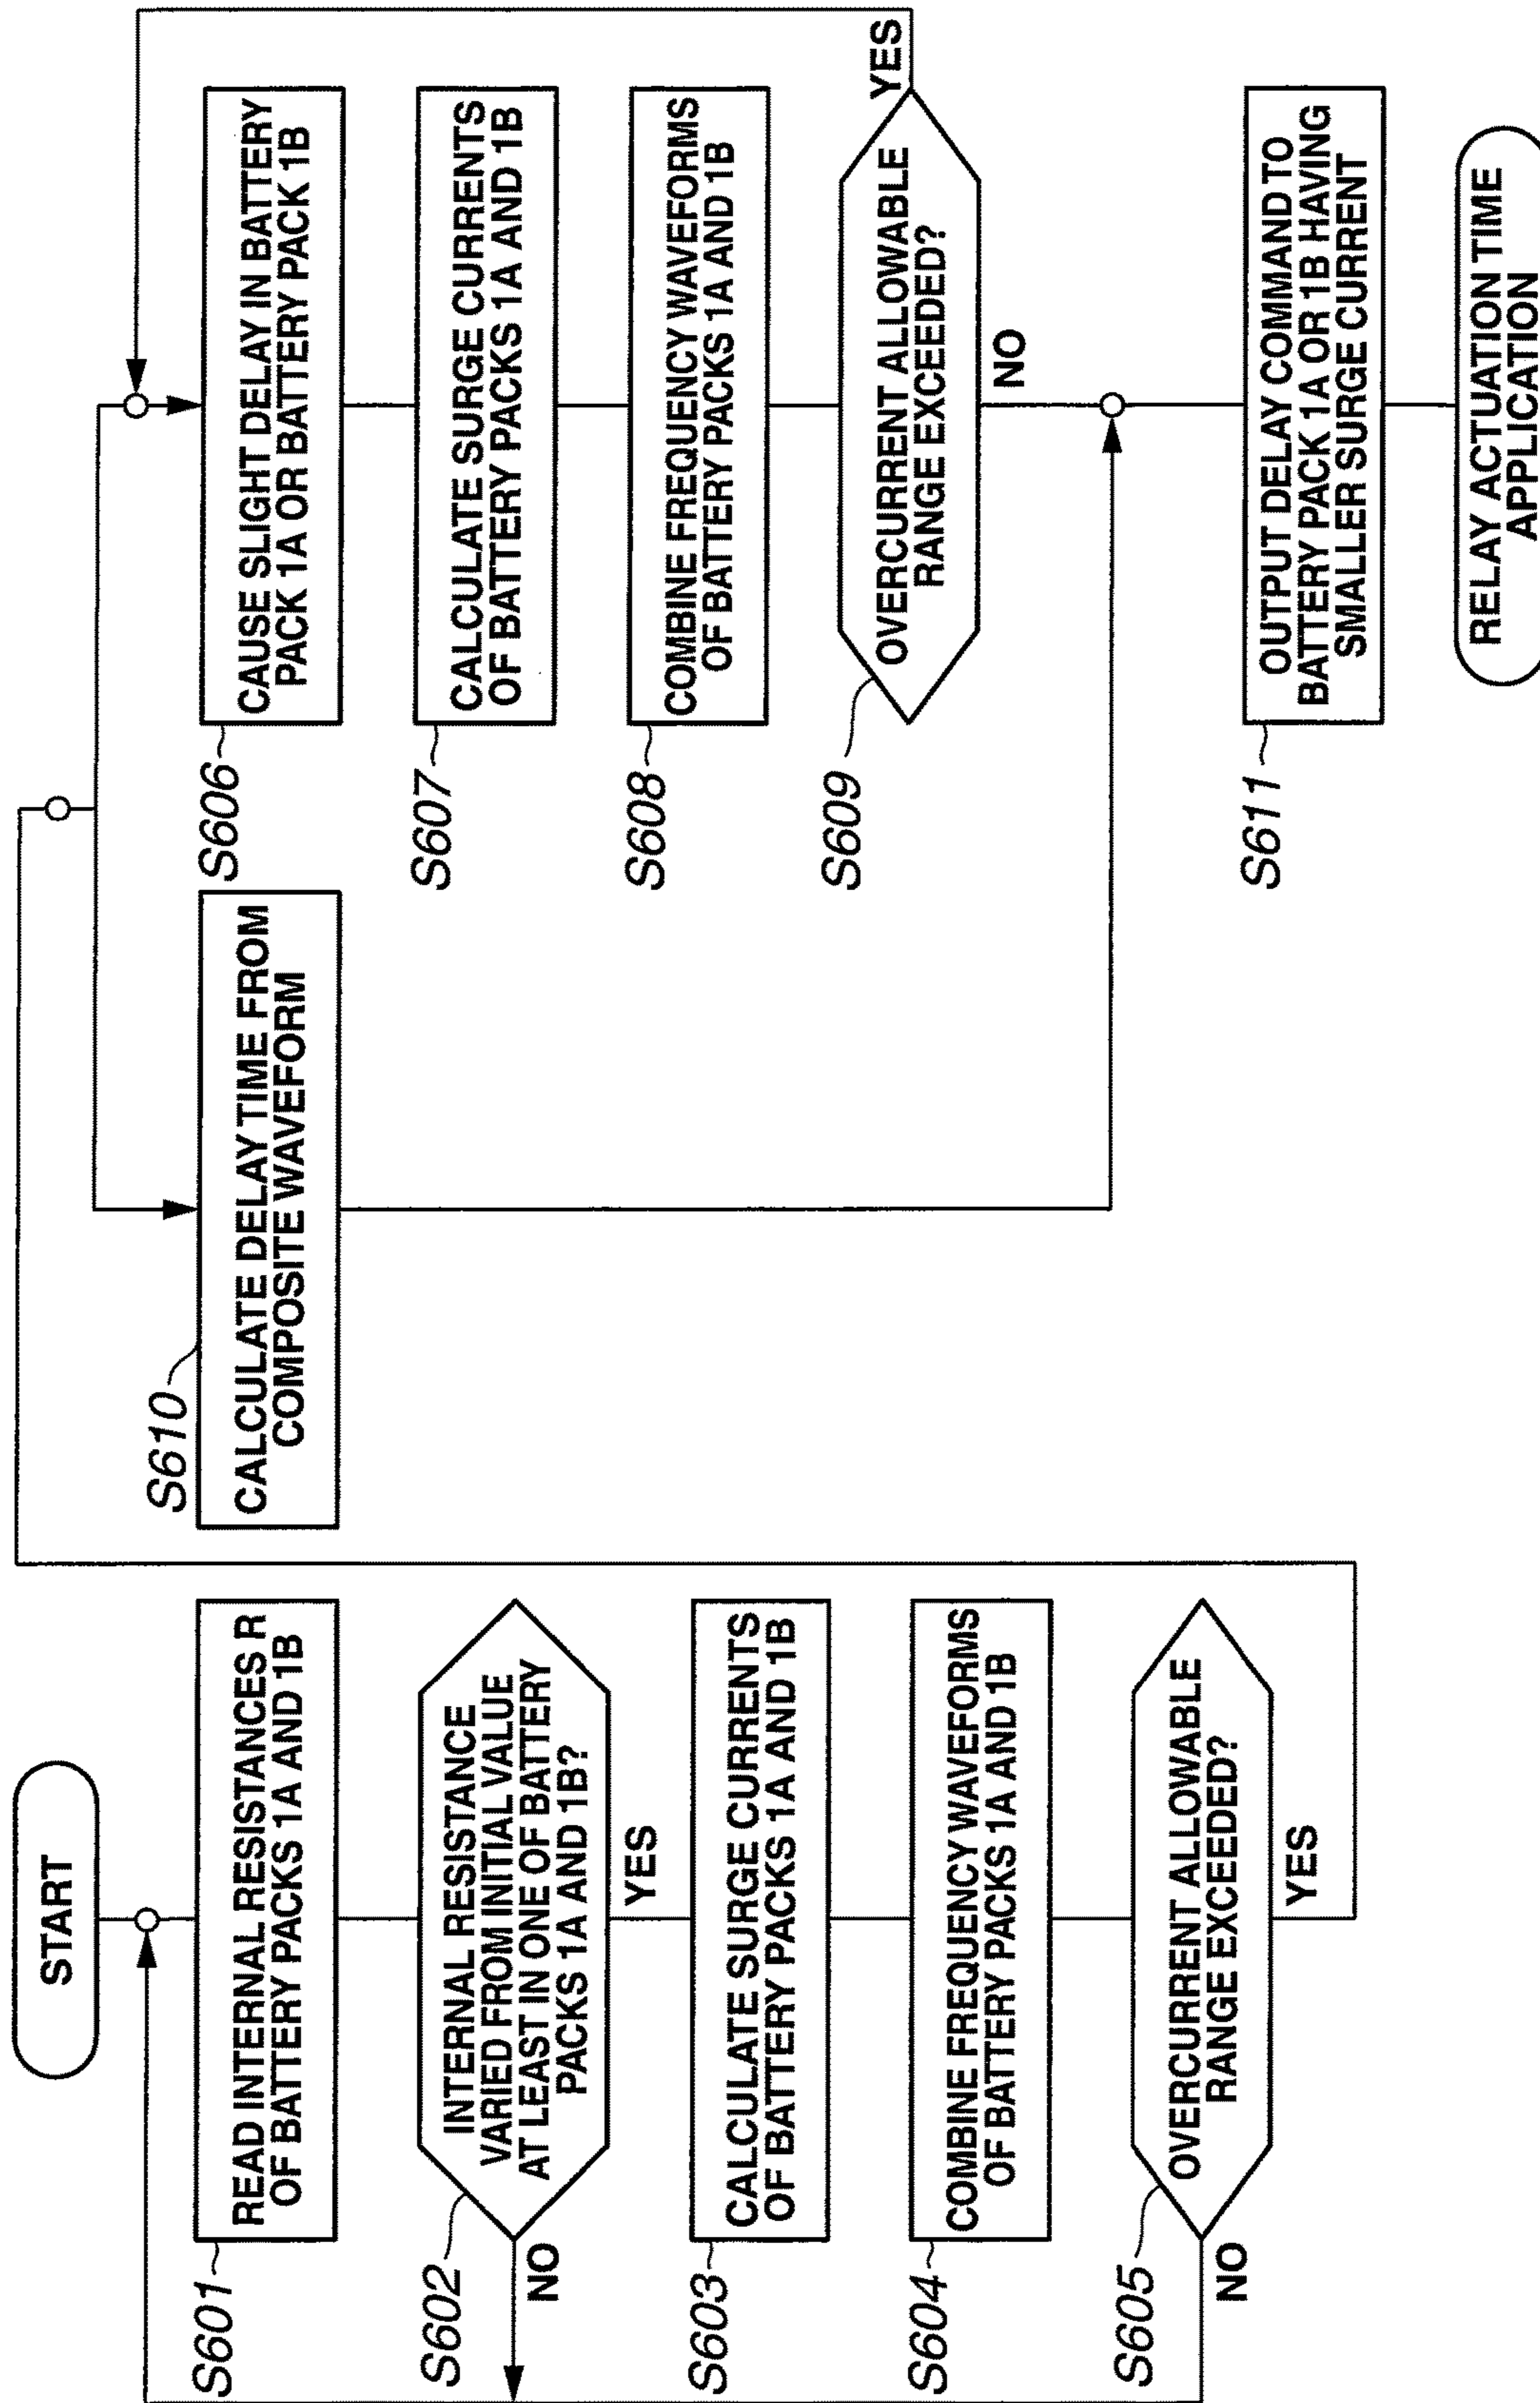 START
S601
READ INTERNAL RESISTANCES R
OF BATTERY PACKS 1A AND 1B
S602
INTERNAL RESISTANCE
VARIED FROM INITIAL VALUE
AT LEAST IN ONE OF BATTERY
PACKS 1A AND 1B?
NO
YES
S603
CALCULATE SURGE CURRENTS
OF BATTERY PACKS 1A AND 1B
S604
COMBINE FREQUENCY WAVEFORMS
OF BATTERY PACKS 1A AND 1B
S605
OVERCURRENT ALLOWABLE
RANGE EXCEEDED?
NO
YES
S610
CALCULATE DELAY TIME FROM
COMPOSITE WAVEFORM
S606
CAUSE SLIGHT DELAY IN BATTERY
PACK 1A OR BATTERY PACK 1B
S607
CALCULATE SURGE CURRENTS
OF BATTERY PACKS 1A AND 1B
S608
COMBINE FREQUENCY WAVEFORMS
OF BATTERY PACKS 1A AND 1B
S609
OVERCURRENT ALLOWABLE
RANGE EXCEEDED?
YES
NO
S611
OUTPUT DELAY COMMAND TO
BATTERY PACK 1A OR 1B HAVING
SMALLER SURGE CURRENT
RELAY ACTUATION TIME
APPLICATION